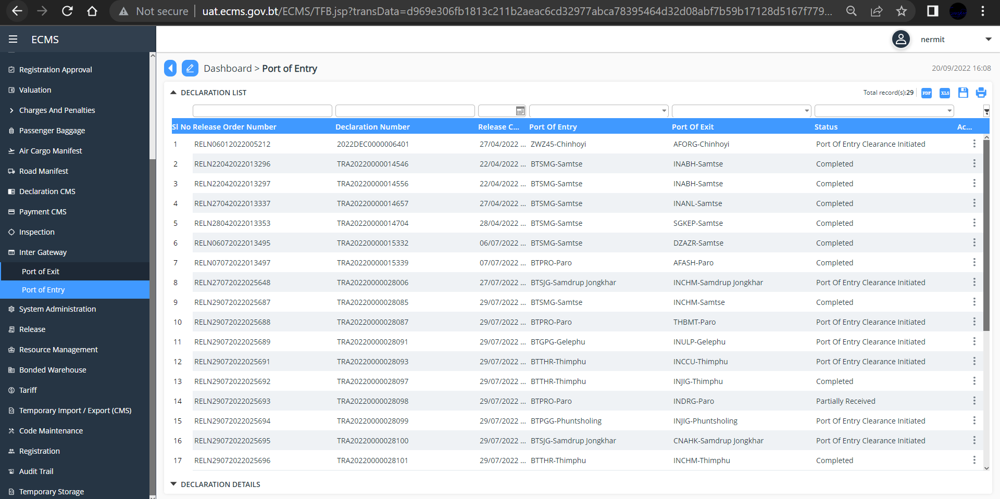 Not secure | uat.ecms.gov.bt/ECMS/TFB.jsp?transData=d969e306fb1813c211b2aeac6cd32977abca78395464d32d08abf7b59b17128d5167f779...
ECMS
nermit
Registration Approval
Valuation
Charges And Penalties
Passenger Baggage
Air Cargo Manifest
Road Manifest
Declaration CMS
Payment CMS
Inspection
Inter Gateway
Port of Exit
Port of Entry
System Administration
Release
Resource Management
Bonded Warehouse
Tariff
Temporary Import / Export (CMS)
Code Maintenance
Registration
Audit Trail
Temporary Storage
Dashboard > Port of Entry
20/09/2022 16:08
DECLARATION LIST
Total record(s):29
PDF
XLS
Sl No Release Order Number Declaration Number Release C... Port Of Entry Port Of Exit Status Ac...
1 RELN06012022005212 2022DEC0000006401 27/04/2022 ... ZWZ45-Chinhoyi AFORG-Chinhoyi Port Of Entry Clearance Initiated
2 RELN22042022013296 TRA20220000014546 22/04/2022 ... BTSMG-Samtse INABH-Samtse Completed
3 RELN22042022013297 TRA20220000014556 22/04/2022 ... BTSMG-Samtse INABH-Samtse Completed
4 RELN27042022013337 TRA20220000014657 27/04/2022 ... BTSMG-Samtse INANL-Samtse Completed
5 RELN28042022013353 TRA20220000014704 28/04/2022 ... BTSMG-Samtse SGKEP-Samtse Completed
6 RELN06072022013495 TRA20220000015332 06/07/2022 ... BTSMG-Samtse DZAZR-Samtse Completed
7 RELN07072022013497 TRA20220000015339 07/07/2022 ... BTPRO-Paro AFASH-Paro Completed
8 RELN27072022025648 TRA20220000028006 27/07/2022 ... BTSJG-Samdrup Jongkhar INCHM-Samdrup Jongkhar Port Of Entry Clearance Initiated
9 RELN29072022025687 TRA20220000028085 29/07/2022 ... BTSMG-Samtse INCHM-Samtse Completed
10 RELN29072022025688 TRA20220000028087 29/07/2022 ... BTPRO-Paro THBMT-Paro Port Of Entry Clearance Initiated
11 RELN29072022025689 TRA20220000028091 29/07/2022 ... BTGPG-Gelephu INULP-Gelephu Port Of Entry Clearance Initiated
12 RELN29072022025691 TRA20220000028093 29/07/2022 ... BTTHR-Thimphu INCCU-Thimphu Port Of Entry Clearance Initiated
13 RELN29072022025692 TRA20220000028097 29/07/2022 ... BTTHR-Thimphu INJIG-Thimphu Completed
14 RELN29072022025693 TRA20220000028098 29/07/2022 ... BTPRO-Paro INDRG-Paro Partially Received
15 RELN29072022025694 TRA20220000028099 29/07/2022 ... BTPGG-Phuntsholing INJIG-Phuntsholing Port Of Entry Clearance Initiated
16 RELN29072022025695 TRA20220000028100 29/07/2022 ... BTSJG-Samdrup Jongkhar CNAHK-Samdrup Jongkhar Port Of Entry Clearance Initiated
17 RELN29072022025696 TRA20220000028101 29/07/2022 ... BTTHR-Thimphu INCHM-Thimphu Completed
DECLARATION DETAILS